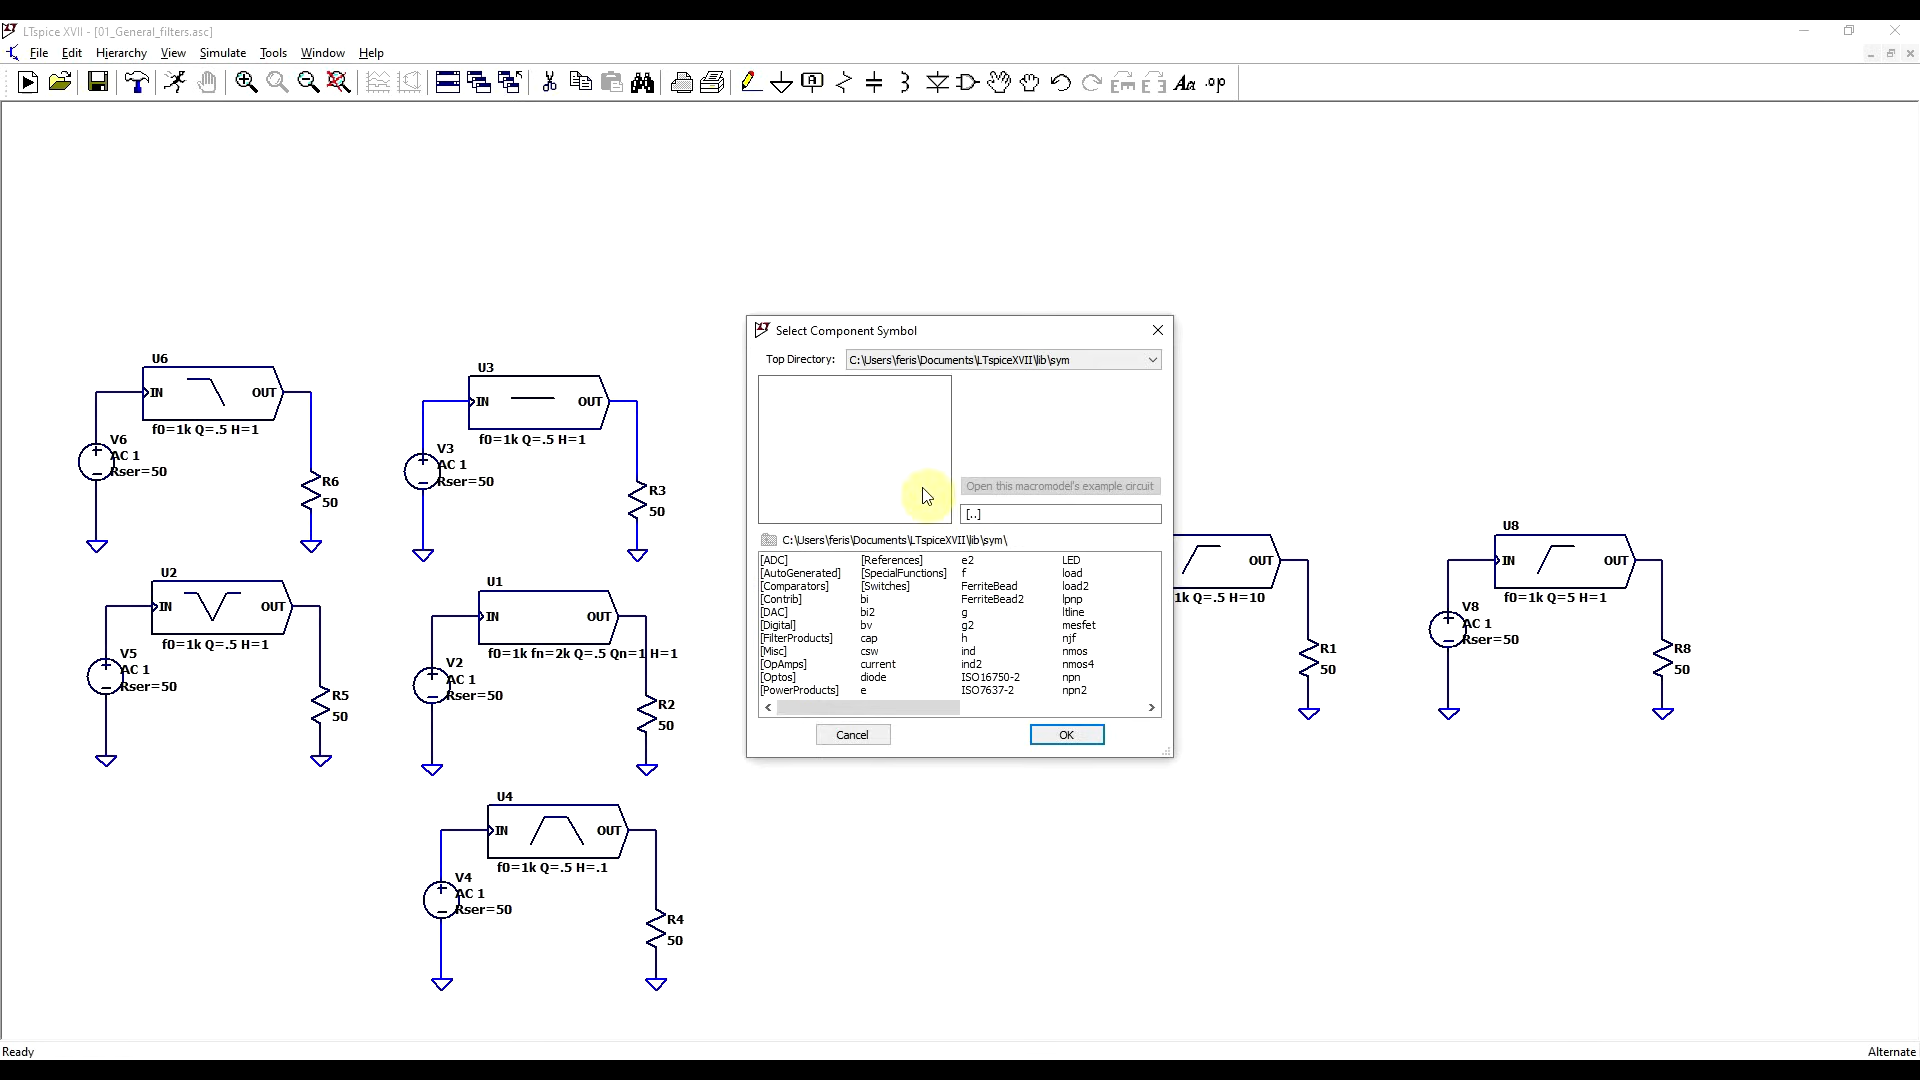 LTspice XVII - [01_General_filters.asc]
File Edit Hierarchy View Simulate Tools Window Help
A Aa .op
U6
IN OUT
f0=1k Q=.5 H=1
V6
AC 1
Rser=50
R6
50
U3
IN OUT
f0=1k Q=.5 H=1
V3
AC 1
Rser=50
R3
50
U2
IN OUT
f0=1k Q=.5 H=1
V5
AC 1
Rser=50
R5
50
U1
IN OUT
f0=1k fn=2k Q=.5 Qn=1 H=1
V2
AC 1
Rser=50
R2
50
U4
IN OUT
f0=1k Q=.5 H=.1
V4
AC 1
Rser=50
R4
50
Select Component Symbol
Top Directory: C:\Users\feris\Documents\LTspiceXVII\lib\sym
Open this macromodel's example circuit
[..]
C:\Users\feris\Documents\LTspiceXVII\lib\sym\
[ADC] [References] e2 LED
[AutoGenerated] [SpecialFunctions] f load
[Comparators] [Switches] FerriteBead load2
[Contrib] bi FerriteBead2 lpnp
[DAC] bi2 g ltline
[Digital] bv g2 mesfet
[FilterProducts] cap h njf
[Misc] csw ind nmos
[OpAmps] current ind2 nmos4
[Optos] diode ISO16750-2 npn
[PowerProducts] e ISO7637-2 npn2
Cancel OK
OUT
1k Q=.5 H=10
R1
50
U8
IN OUT
f0=1k Q=5 H=1
V8
AC 1
Rser=50
R8
50
Ready Alternate